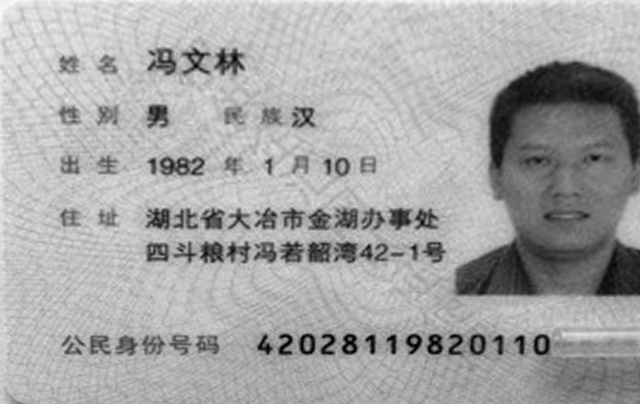 姓名 冯文林
性别 男 民族 汉
出生 1982 年 1 月 10 日
住址 湖北省大冶市金湖办事处
四斗粮村冯若韶湾42-1号
公民身份号码 42028119820110